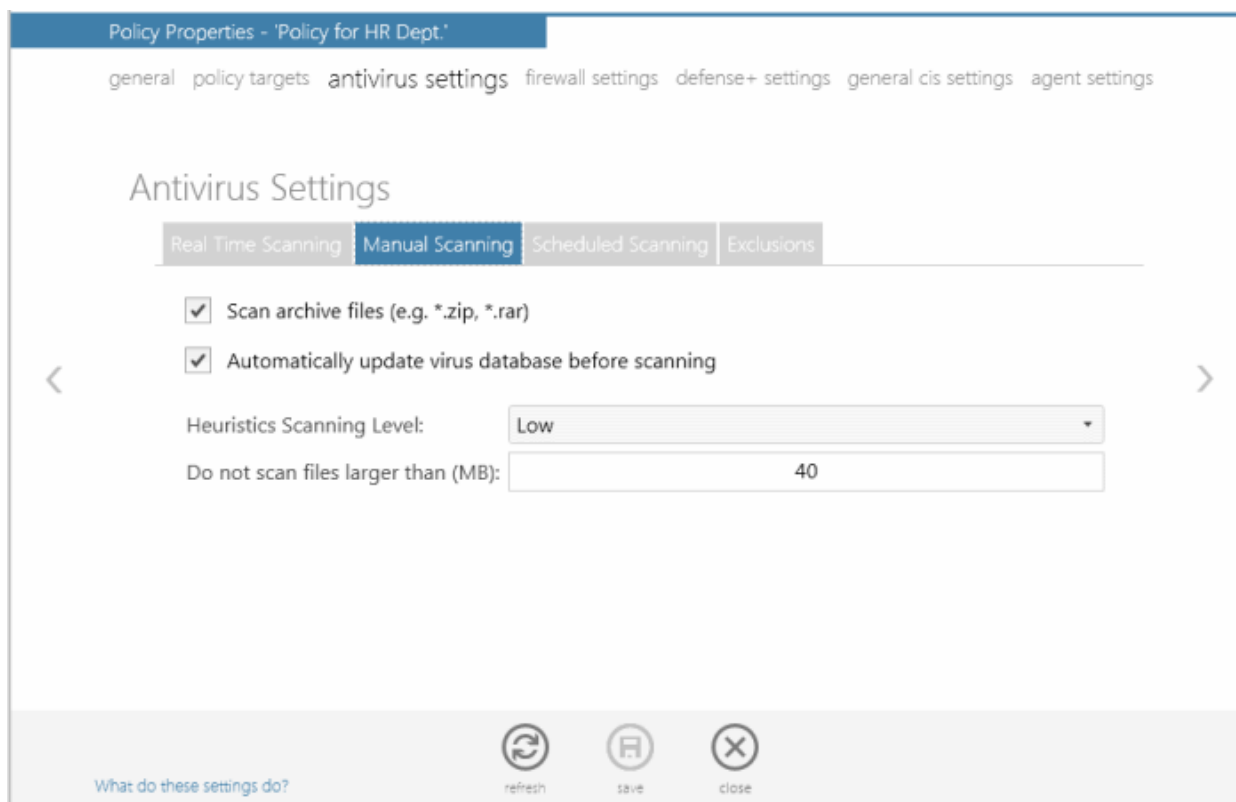 Policy Properties - 'Policy for HR Dept.'
general policy targets antivirus settings firewall settings defense+ settings general cis settings agent settings
Antivirus Settings
Real Time Scanning Manual Scanning Scheduled Scanning Exclusions
Scan archive files (e.g. *.zip, *.rar)
Automatically update virus database before scanning
Heuristics Scanning Level: Low
Do not scan files larger than (MB): 40
What do these settings do? refresh save close